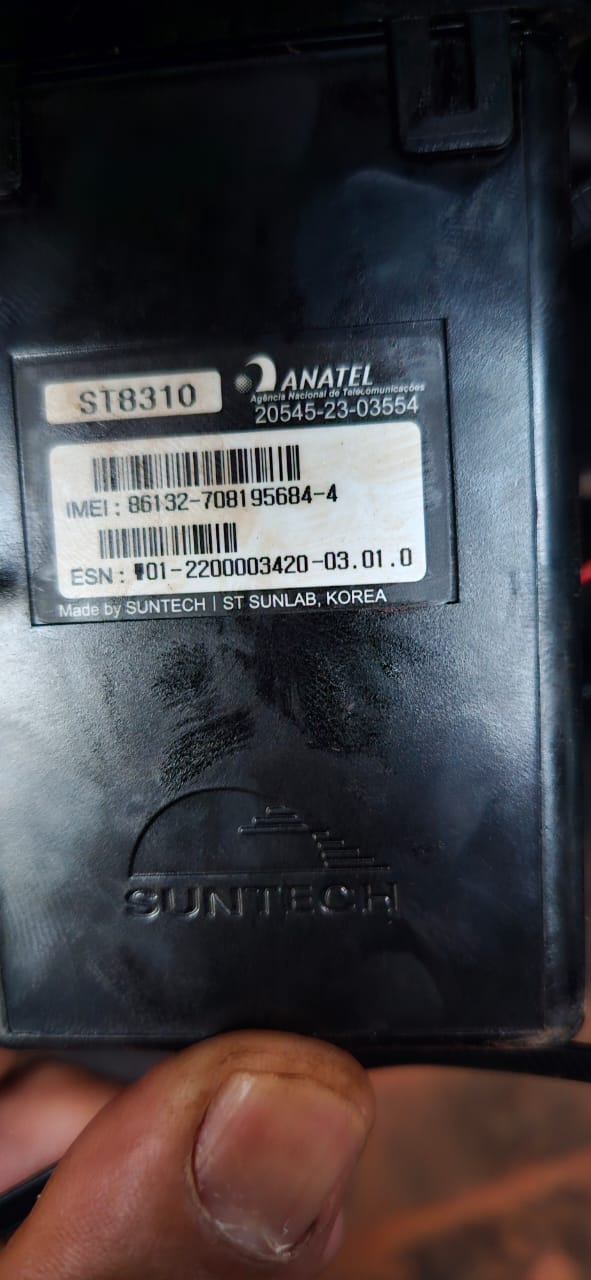 ST8310
ANATEL
Agência Nacional de Telecomunicações
20545-23-03554
IMEI : 86132-708195684-4
ESN : 01-2200003420-03.01.0
Made by SUNTECH | ST SUNLAB, KOREA
SUNTECH